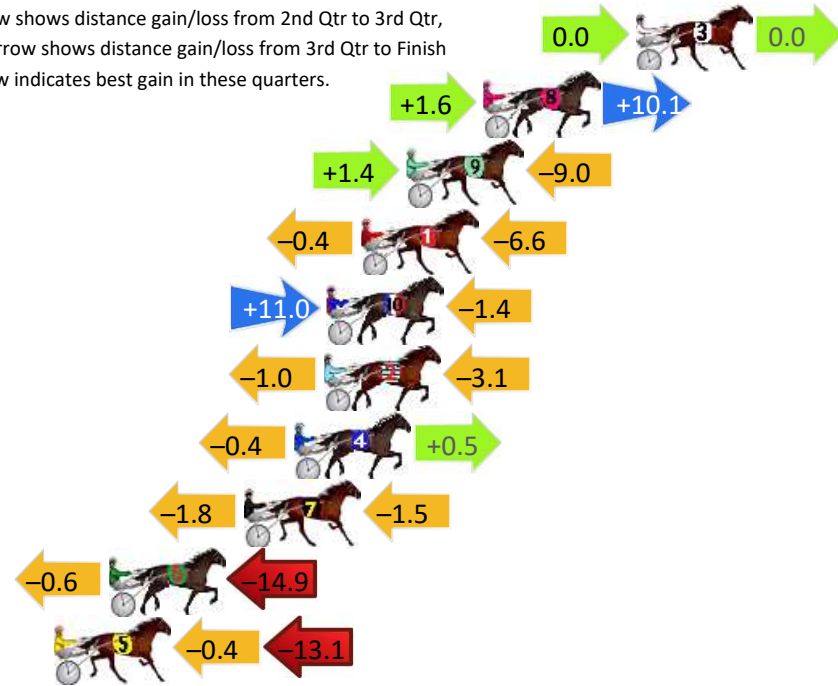 w shows distance gain/loss from 2nd Qtr to 3rd Qtr,
rrow shows distance gain/loss from 3rd Qtr to Finish
w indicates best gain in these quarters.
0.0 3 0.0
+1.6 8 +10.1
+1.4 9 –9.0
–0.4 1 –6.6
+11.0 10 –1.4
–1.0 2 –3.1
–0.4 4 +0.5
–1.8 7 –1.5
–0.6 6 –14.9
5 –0.4 –13.1